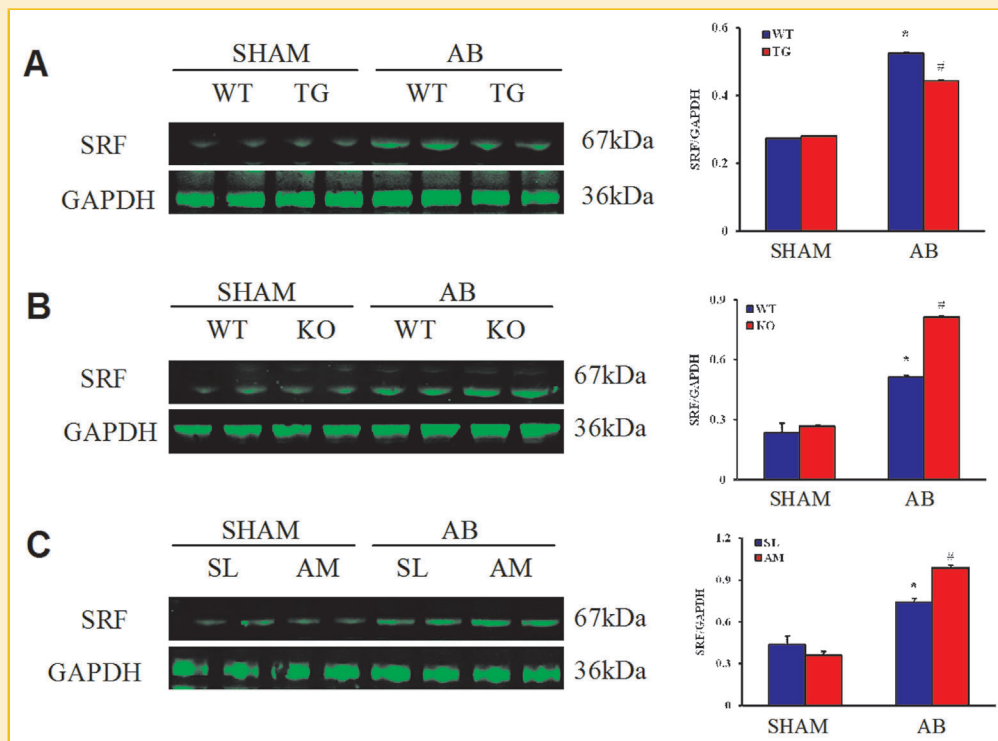 A
SHAM AB
WT TG WT TG
SRF 67kDa
GAPDH 36kDa
0.6
0.4
0.2
0
SRF/GAPDH
WT
TG
*
#
SHAM AB
B
SHAM AB
WT KO WT KO
SRF 67kDa
GAPDH 36kDa
0.9
0.6
0.3
0
SRF/GAPDH
WT
KO
*
#
SHAM AB
C
SHAM AB
SL AM SL AM
SRF 67kDa
GAPDH 36kDa
1.2
0.9
0.6
0.3
0
SRF/GAPDH
SL
AM
*
#
SHAM AB